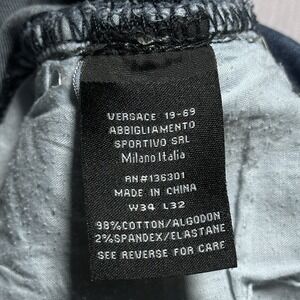 VERSACE 19-69
ABBIGLIAMENTO
SPORTIVO SRL
Milano Italia
RN#136301
MADE IN CHINA
W34 L32
98%COTTON/ALGODON
2%SPANDEX/ELASTANE
SEE REVERSE FOR CARE